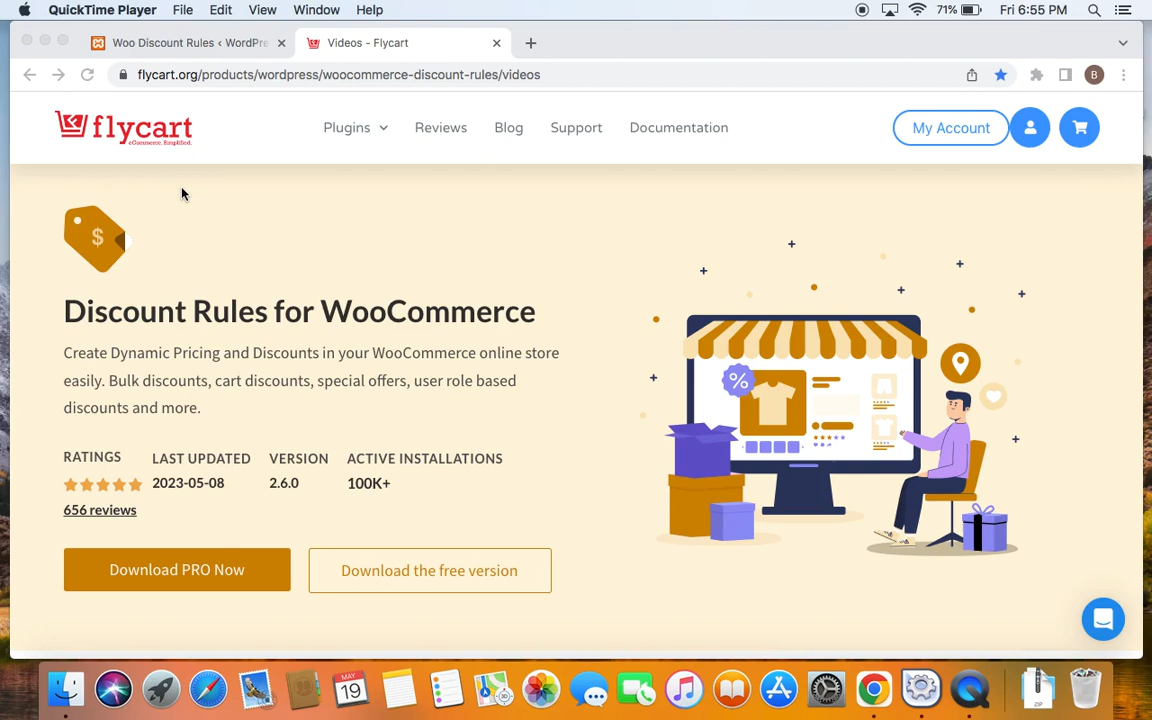 QuickTime Player File Edit View Window Help 71% Fri 6:55 PM
Woo Discount Rules ‹ WordPre
Videos - Flycart
flycart.org/products/wordpress/woocommerce-discount-rules/videos
B
flycart
eCommerce. Simplified.
Plugins Reviews Blog Support Documentation
My Account
$
%
Discount Rules for WooCommerce
Create Dynamic Pricing and Discounts in your WooCommerce online store
easily. Bulk discounts, cart discounts, special offers, user role based
discounts and more.
RATINGS LAST UPDATED VERSION ACTIVE INSTALLATIONS
2023-05-08 2.6.0 100K+
656 reviews
Download PRO Now Download the free version
MAY
19
ZIP